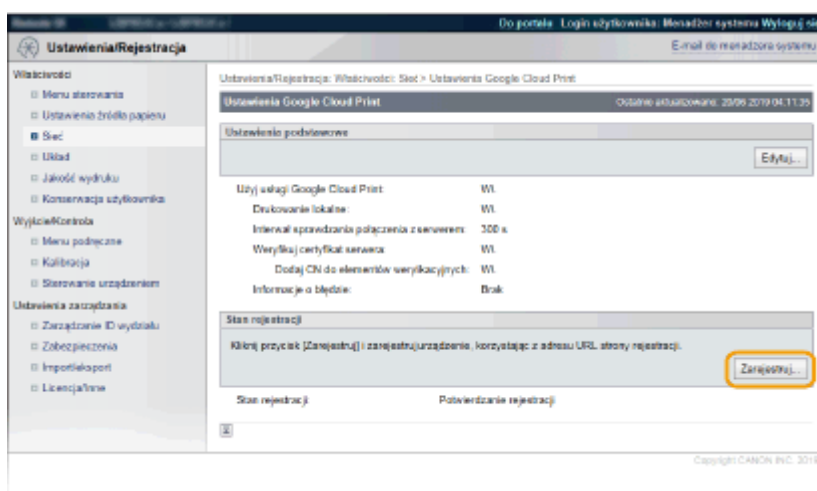 Do portelu Login użytkownika: Menadżer systemu Wyloguj się
Ustawienia/Rejestracja
E-mail do menadżera systemu
Właściwości
Menu sterowania
Ustawienia źródła papieru
Sieć
Układ
Jakość wydruku
Konserwacja użytkownika
Wyjście/Kontrola
Menu podręczne
Kalibracja
Sterowanie urządzeniem
Ustawienia zarządzania
Zarządzanie ID wydziału
Zabezpieczenia
Import/eksport
Licencja/Inne
Ustawienia/Rejestracja: Właściwości: Sieć > Ustawienia Google Cloud Print
Ustawienia Google Cloud Print
Ostatnio aktualizowano: 20/06 2019 04:11:35
Ustawienia podstawowe
Edytuj...
Użyj usługi Google Cloud Print: Wł.
Drukowanie lokalne: Wł.
Interwał sprawdzania połączenia z serwerem: 300 s
Weryfikuj certyfikat serwera: Wł.
Dodaj CN do elementów weryfikacyjnych: Wł.
Informacje o błędzie: Brak
Stan rejestracji
Kliknij przycisk [Zarejestruj] i zarejestruj urządzenie, korzystając z adresu URL strony rejestracji.
Zarejestruj...
Stan rejestracji: Potwierdzanie rejestracji
Copyright CANON INC. 2019